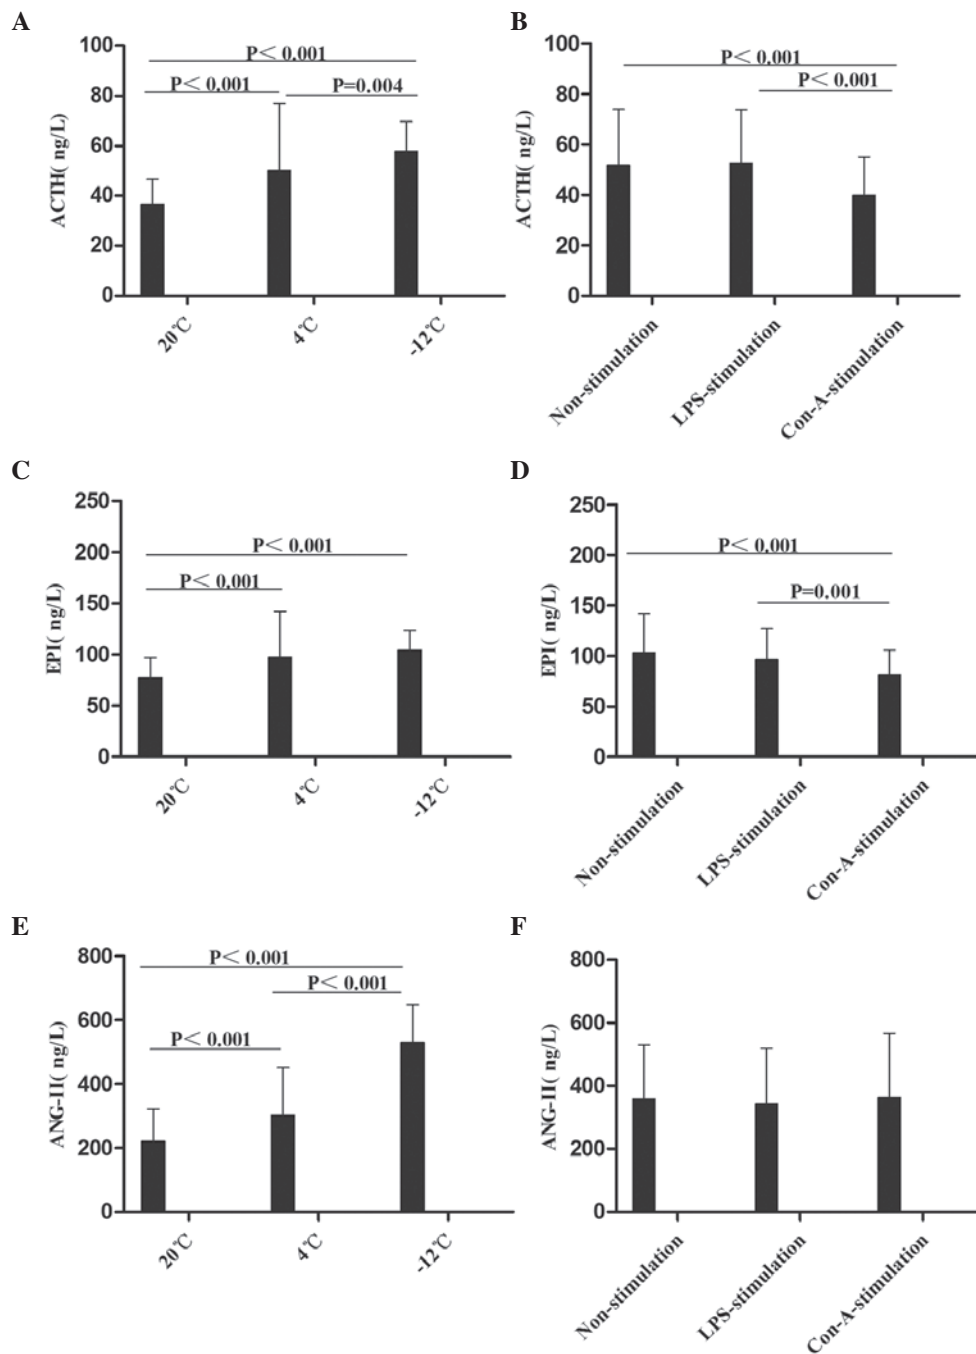 A
ACTH( ng/L)
100
80
60
40
20
0
P< 0.001
P< 0.001
P=0.004
20℃
4℃
-12℃
B
ACTH( ng/L)
100
80
60
40
20
0
P< 0.001
P< 0.001
Non-stimulation
LPS-stimulation
Con-A-stimulation
C
EPI( ng/L)
250
200
150
100
50
0
P< 0.001
P< 0.001
20℃
4℃
-12℃
D
EPI( ng/L)
250
200
150
100
50
0
P< 0.001
P=0.001
Non-stimulation
LPS-stimulation
Con-A-stimulation
E
ANG-II( ng/L)
800
600
400
200
0
P< 0.001
P< 0.001
P< 0.001
20℃
4℃
-12℃
F
ANG-II( ng/L)
800
600
400
200
0
Non-stimulation
LPS-stimulation
Con-A-stimulation